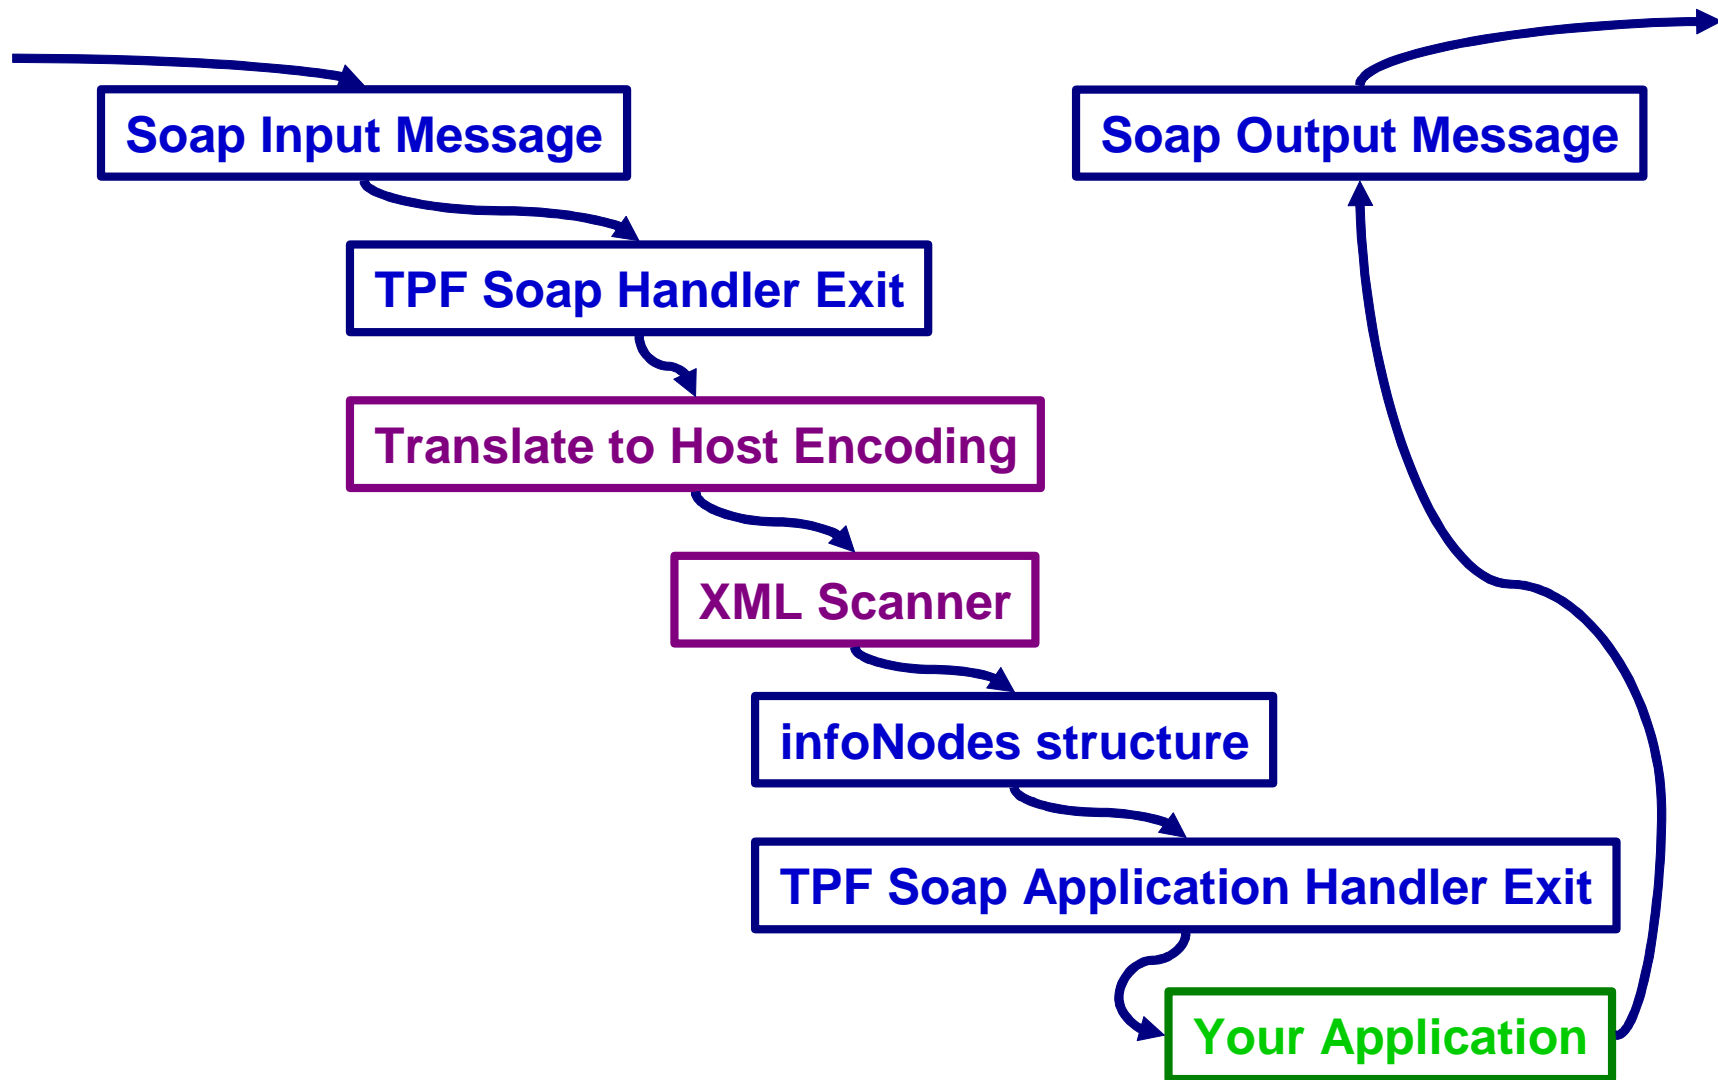 Soap Input Message
Soap Output Message
TPF Soap Handler Exit
Translate to Host Encoding
XML Scanner
infoNodes structure
TPF Soap Application Handler Exit
Your Application